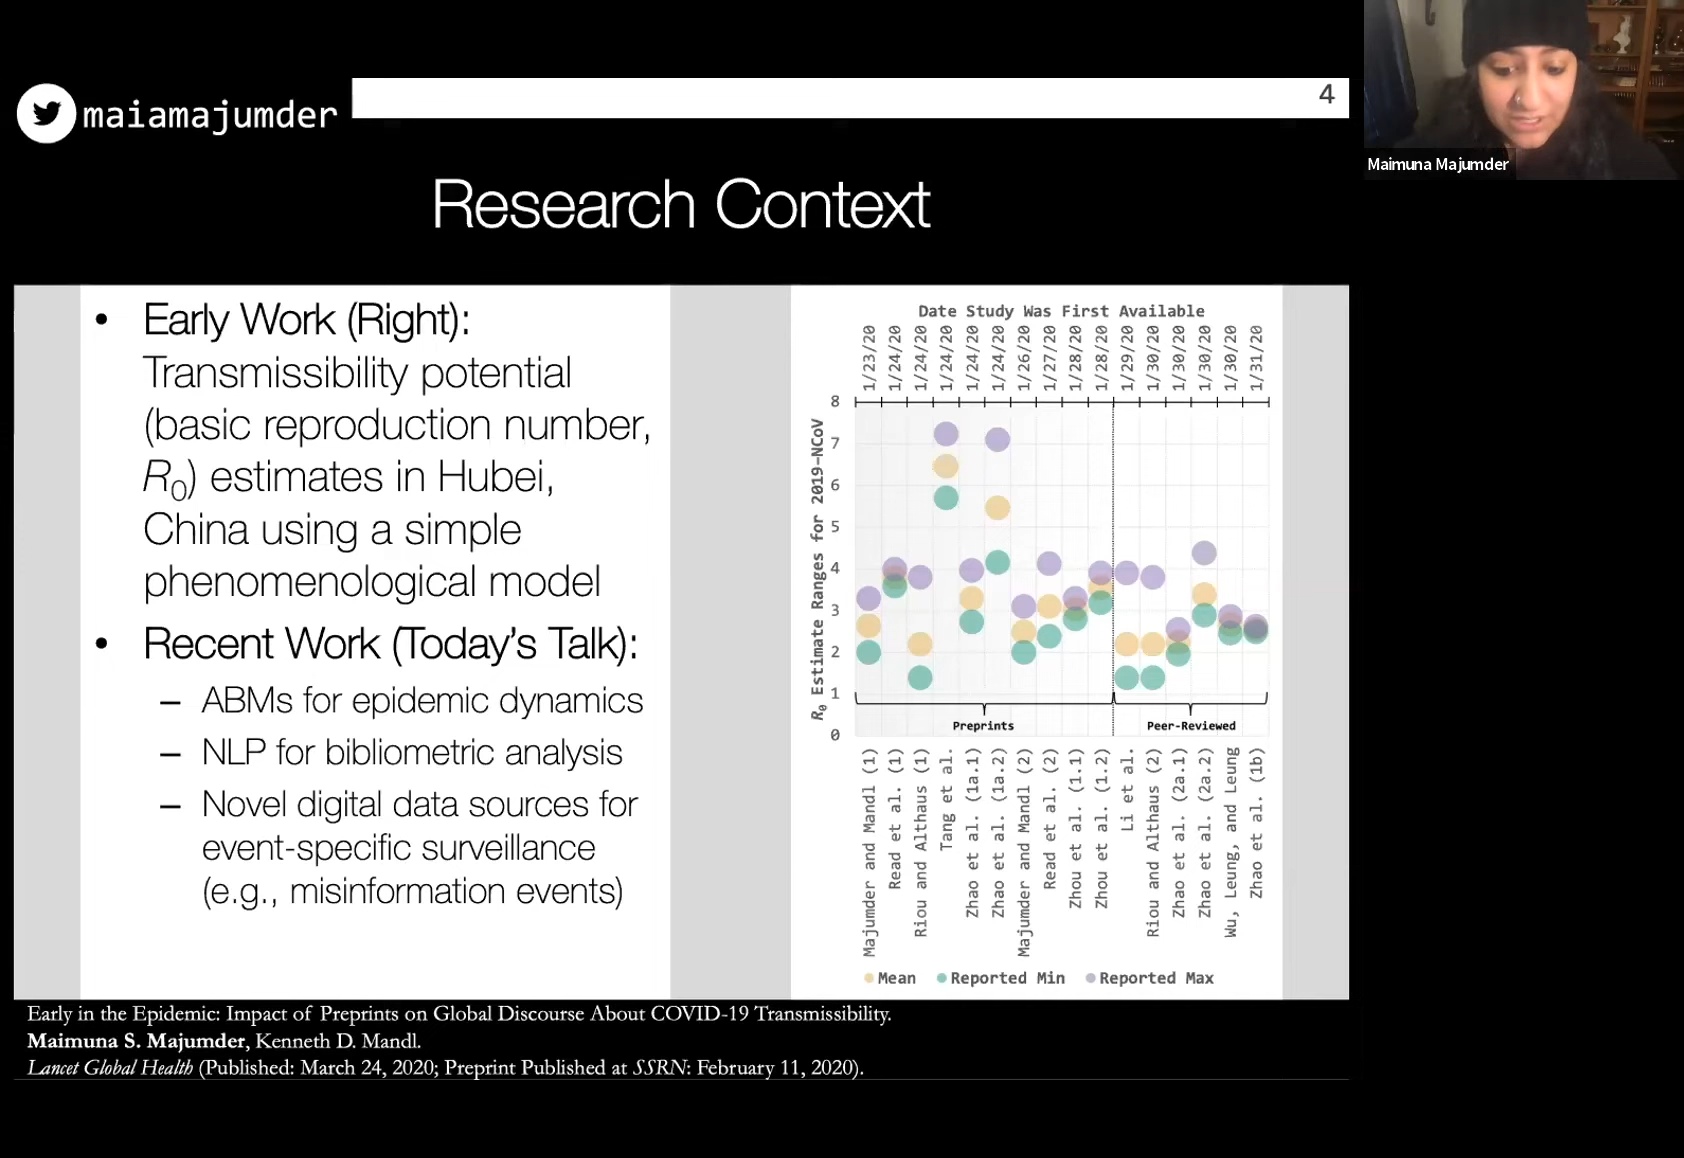 maiamajumder
4
Maimuna Majumder
Research Context
• Early Work (Right):
Transmissibility potential
(basic reproduction number,
R0) estimates in Hubei,
China using a simple
phenomenological model
• Recent Work (Today's Talk):
– ABMs for epidemic dynamics
– NLP for bibliometric analysis
– Novel digital data sources for
event-specific surveillance
(e.g., misinformation events)
Date Study Was First Available
1/23/20
1/24/20
1/24/20
1/24/20
1/24/20
1/24/20
1/26/20
1/27/20
1/28/20
1/28/20
1/29/20
1/30/20
1/30/20
1/30/20
1/30/20
1/31/20
R0 Estimate Ranges for 2019-NCoV
8
7
6
5
4
3
2
1
0
Preprints
Peer-Reviewed
Majumder and Mandl (1)
Read et al. (1)
Riou and Althaus (1)
Tang et al.
Zhao et al. (1a.1)
Zhao et al. (1a.2)
Majumder and Mandl (2)
Read et al. (2)
Zhou et al. (1.1)
Zhou et al. (1.2)
Li et al.
Riou and Althaus (2)
Zhao et al. (2a.1)
Zhao et al. (2a.2)
Wu, Leung, and Leung
Zhao et al. (1b)
Mean Reported Min Reported Max
Early in the Epidemic: Impact of Preprints on Global Discourse About COVID-19 Transmissibility.
Maimuna S. Majumder, Kenneth D. Mandl.
Lancet Global Health (Published: March 24, 2020; Preprint Published at SSRN: February 11, 2020).